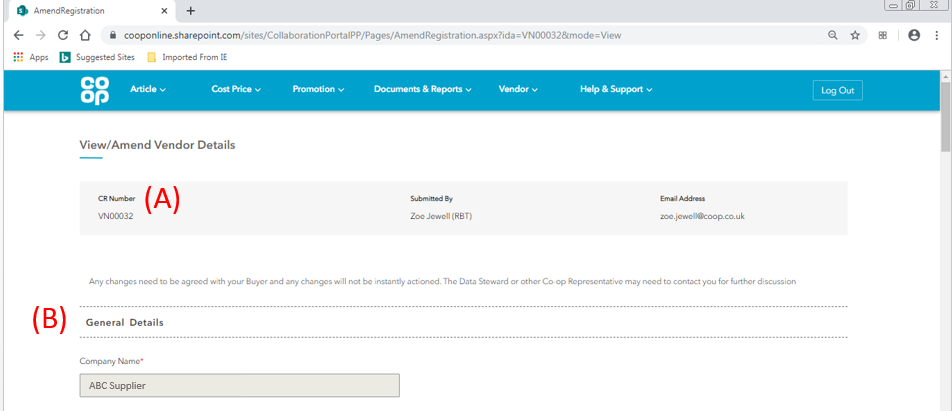 AmendRegistration
cooponline.sharepoint.com/sites/CollaborationPortalPP/Pages/AmendRegistration.aspx?ida=VN00032&mode=View
Apps Suggested Sites Imported From IE
co
op
Article Cost Price Promotion Documents & Reports Vendor Help & Support Log Out
View/Amend Vendor Details
CR Number (A) Submitted By Email Address
VN00032 Zoe Jewell (RBT) zoe.jewell@coop.co.uk
Any changes need to be agreed with your Buyer and any changes will not be instantly actioned. The Data Steward or other Co-op Representative may need to contact you for further discussion
(B) General Details
Company Name*
ABC Supplier